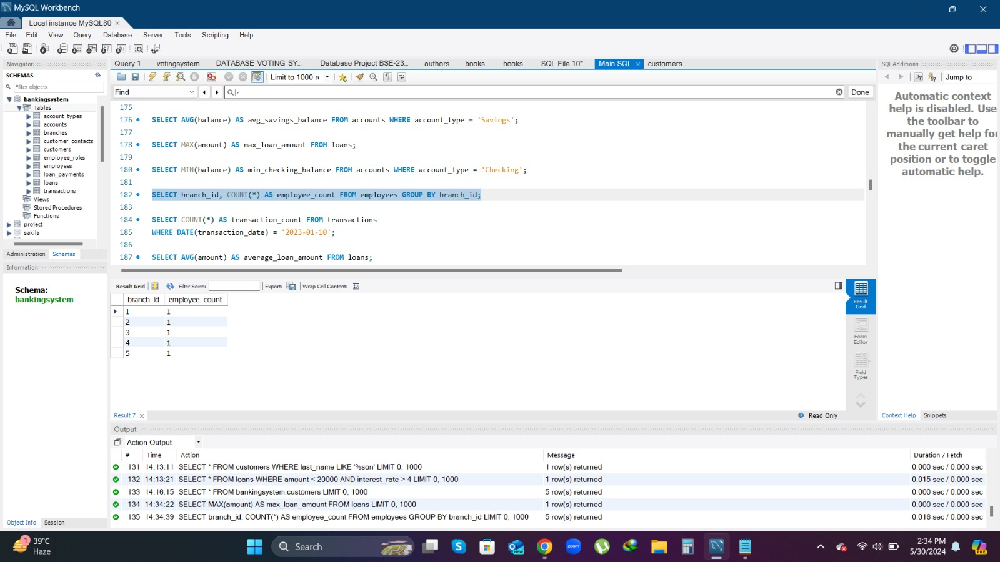 MySQL Workbench
Local instance MySQL80
File Edit View Query Database Server Tools Scripting Help
Navigator
SCHEMAS
Filter objects
bankingsystem
Tables
account_types
accounts
branches
customer_contacts
customers
employee_roles
employees
loan_payments
loans
transactions
Views
Stored Procedures
Functions
project
sakila
Administration Schemas
Information
Schema:
bankingsystem
Object Info Session
Query 1 votingsystem DATABASE VOTING SY... Database Project BSE-23... authors books books SQL File 10* Main SQL customers
Limit to 1000 rc
Find
Done
175
176 SELECT AVG(balance) AS avg_savings_balance FROM accounts WHERE account_type = 'Savings';
177
178 SELECT MAX(amount) AS max_loan_amount FROM loans;
179
180 SELECT MIN(balance) AS min_checking_balance FROM accounts WHERE account_type = 'Checking';
181
182 SELECT branch_id, COUNT(*) AS employee_count FROM employees GROUP BY branch_id;
183
184 SELECT COUNT(*) AS transaction_count FROM transactions
185 WHERE DATE(transaction_date) = '2023-01-10';
186
187 SELECT AVG(amount) AS average_loan_amount FROM loans;
Result Grid Filter Rows: Export: Wrap Cell Content:
branch_id employee_count
1 1
2 1
3 1
4 1
5 1
Result Grid
Form Editor
Field Types
Result 7
Read Only
SQLAdditions
Jump to
Automatic context
help is disabled. Use
the toolbar to
manually get help for
the current caret
position or to toggle
automatic help.
Context Help Snippets
Output
Action Output
# Time Action Message Duration / Fetch
131 14:13:11 SELECT * FROM customers WHERE last_name LIKE '%son' LIMIT 0, 1000 1 row(s) returned 0.000 sec / 0.000 sec
132 14:13:21 SELECT * FROM loans WHERE amount < 20000 AND interest_rate > 4 LIMIT 0, 1000 1 row(s) returned 0.015 sec / 0.000 sec
133 14:16:15 SELECT * FROM bankingsystem.customers LIMIT 0, 1000 5 row(s) returned 0.000 sec / 0.000 sec
134 14:34:22 SELECT MAX(amount) AS max_loan_amount FROM loans LIMIT 0, 1000 1 row(s) returned 0.000 sec / 0.000 sec
135 14:34:39 SELECT branch_id, COUNT(*) AS employee_count FROM employees GROUP BY branch_id LIMIT 0, 1000 5 row(s) returned 0.016 sec / 0.000 sec
1
39°C
Haze
Search
NEW
zoom
2:34 PM
5/30/2024
PRE